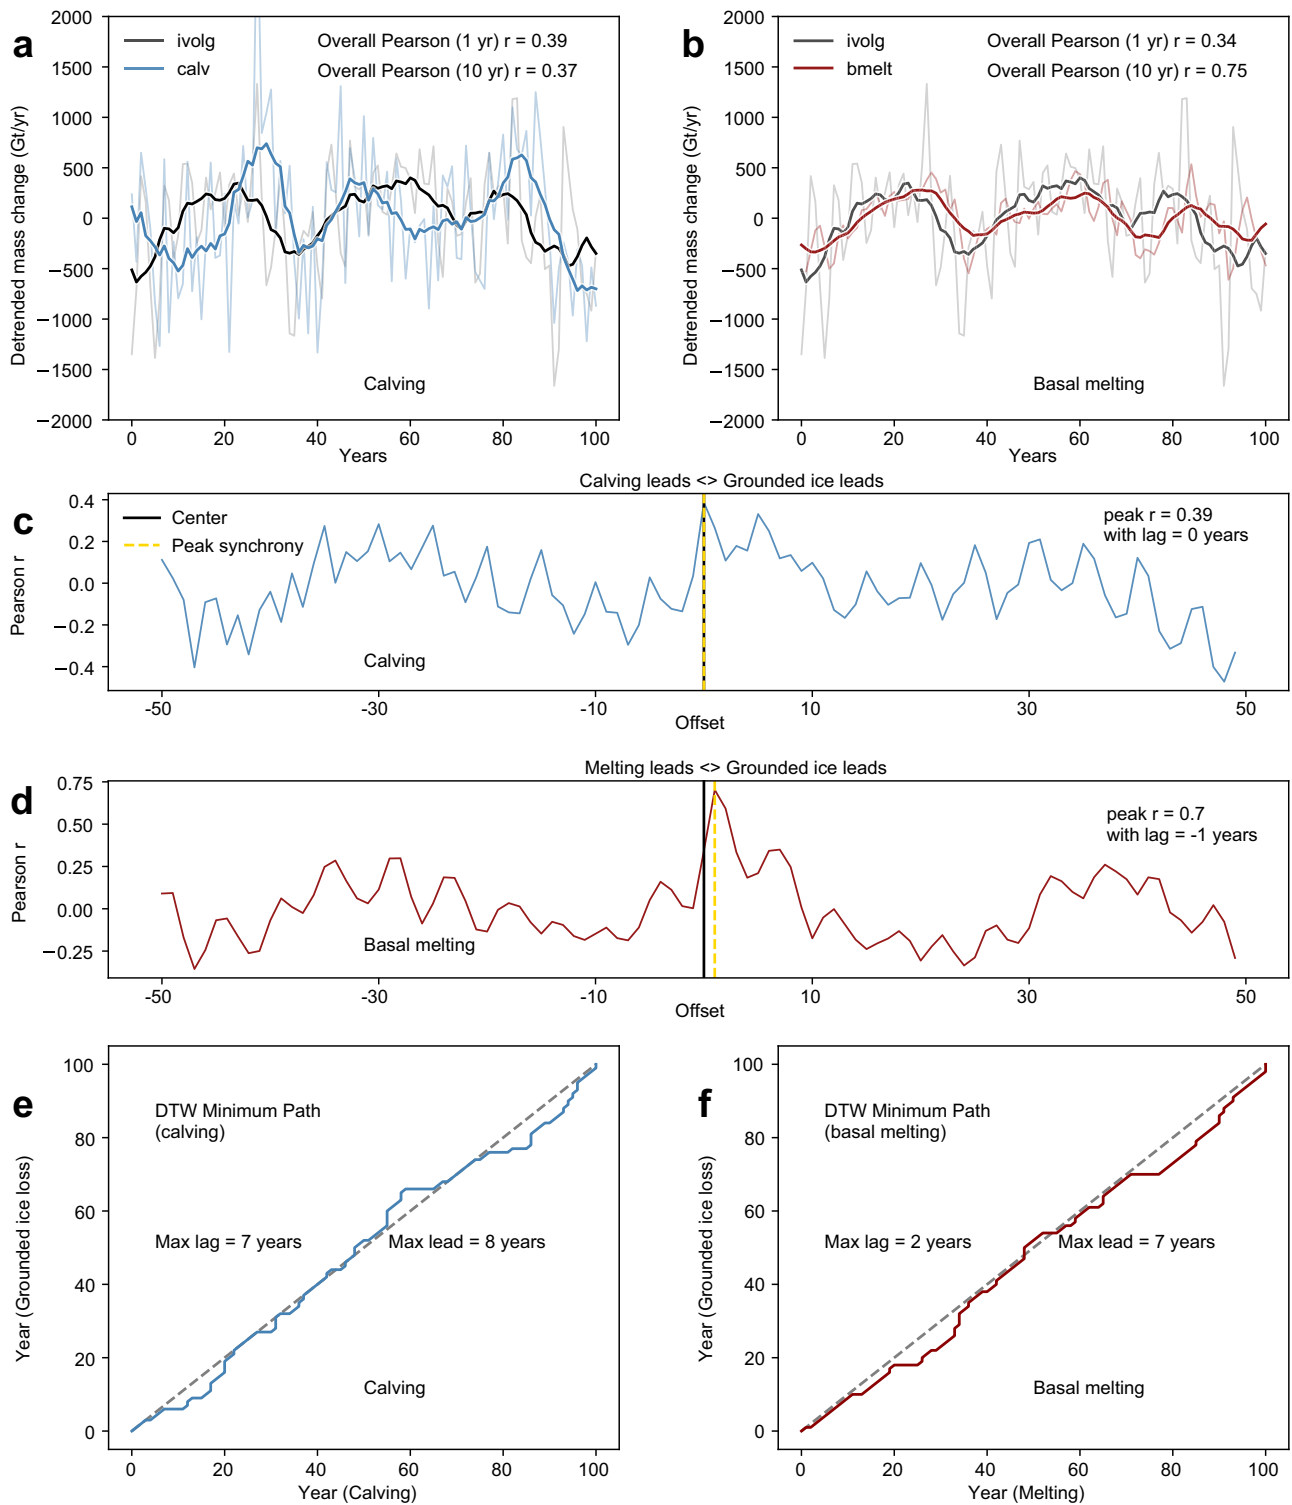 a
ivolg
calv
Overall Pearson (1 yr) r = 0.39
Overall Pearson (10 yr) r = 0.37
Detrended mass change (Gt/yr)
2000
1500
1000
500
0
−500
−1000
−1500
−2000
Calving
0 20 40 60 80 100
Years
b
ivolg
bmelt
Overall Pearson (1 yr) r = 0.34
Overall Pearson (10 yr) r = 0.75
Detrended mass change (Gt/yr)
2000
1500
1000
500
0
−500
−1000
−1500
−2000
Basal melting
0 20 40 60 80 100
Years
Calving leads <> Grounded ice leads
c
Center
Peak synchrony
peak r = 0.39
with lag = 0 years
Pearson r
0.4
0.2
0.0
−0.2
−0.4
Calving
-50 -30 -10 10 30 50
Offset
Melting leads <> Grounded ice leads
d
peak r = 0.7
with lag = -1 years
Pearson r
0.75
0.50
0.25
0.00
−0.25
Basal melting
-50 -30 -10 10 30 50
Offset
e
DTW Minimum Path
(calving)
Max lag = 7 years
Max lead = 8 years
Calving
Year (Grounded ice loss)
100
80
60
40
20
0
0 20 40 60 80 100
Year (Calving)
f
DTW Minimum Path
(basal melting)
Max lag = 2 years
Max lead = 7 years
Basal melting
Year (Grounded ice loss)
100
80
60
40
20
0
0 20 40 60 80 100
Year (Melting)